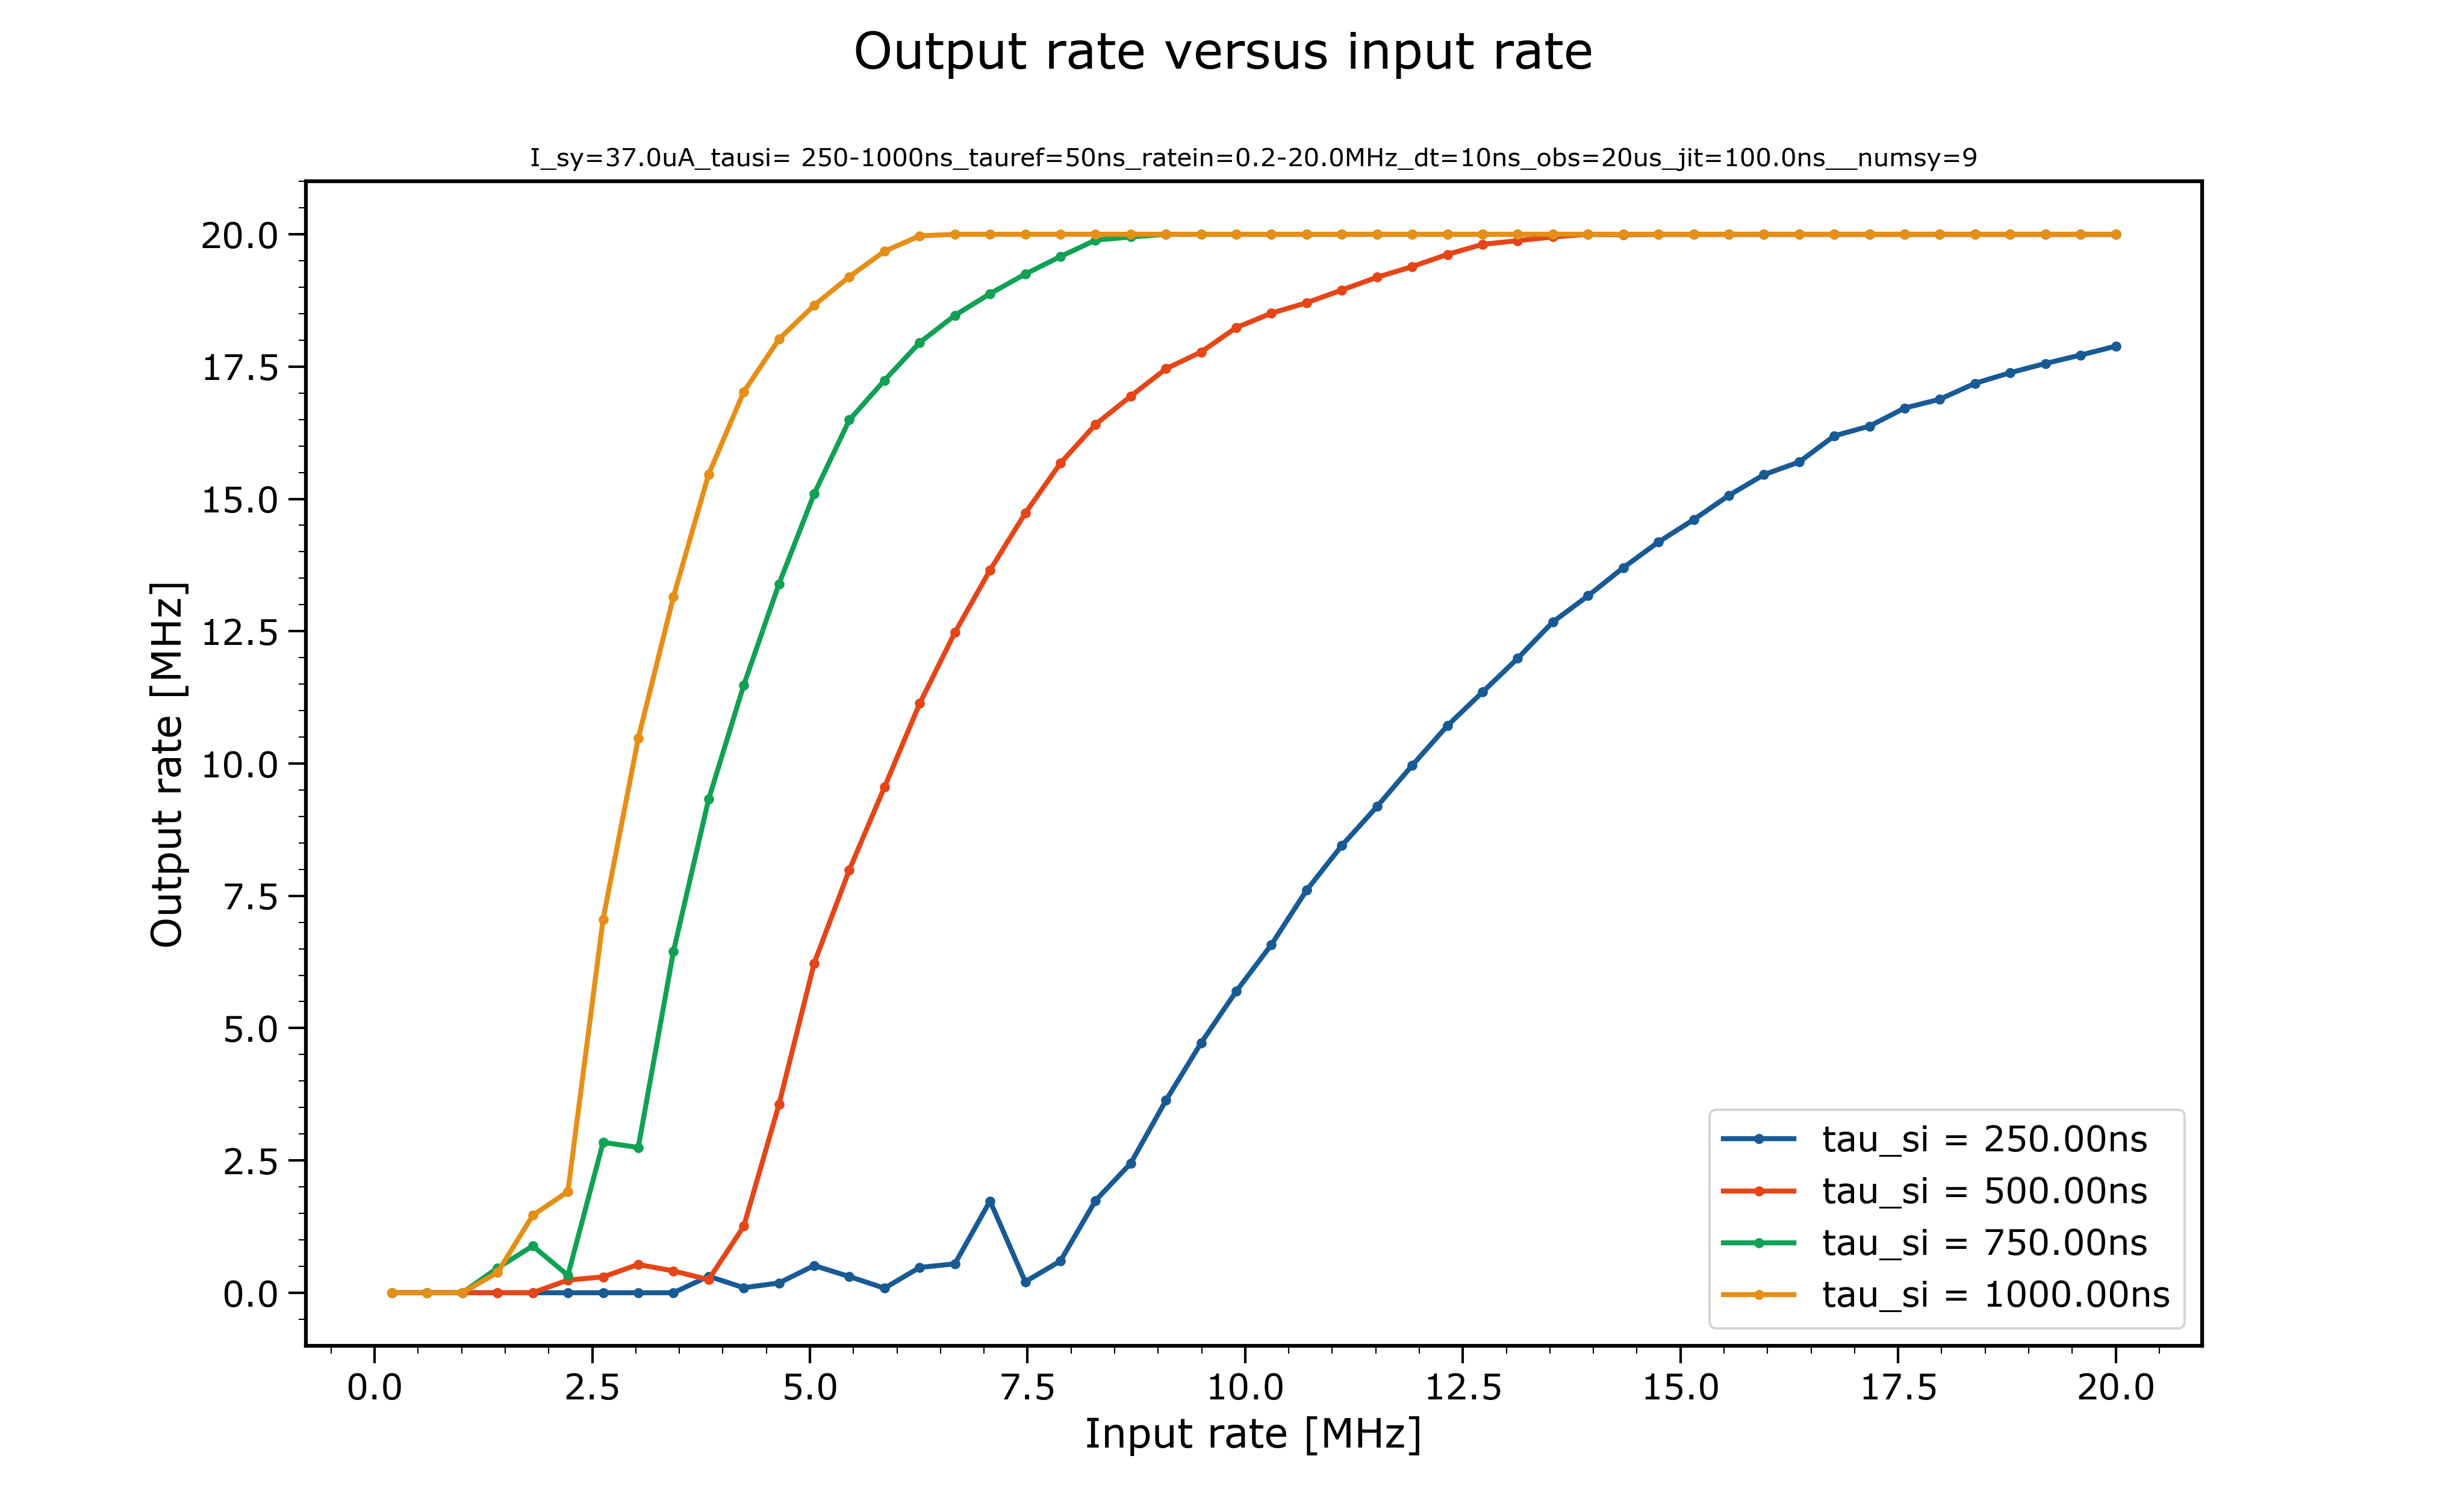 Output rate versus input rate
I_sy=37.0uA_tausi= 250-1000ns_tauref=50ns_ratein=0.2-20.0MHz_dt=10ns_obs=20us_jit=100.0ns__numsy=9
Output rate [MHz]
20.0
17.5
15.0
12.5
10.0
7.5
5.0
2.5
0.0
tau_si = 250.00ns
tau_si = 500.00ns
tau_si = 750.00ns
tau_si = 1000.00ns
0.0 2.5 5.0 7.5 10.0 12.5 15.0 17.5 20.0
Input rate [MHz]